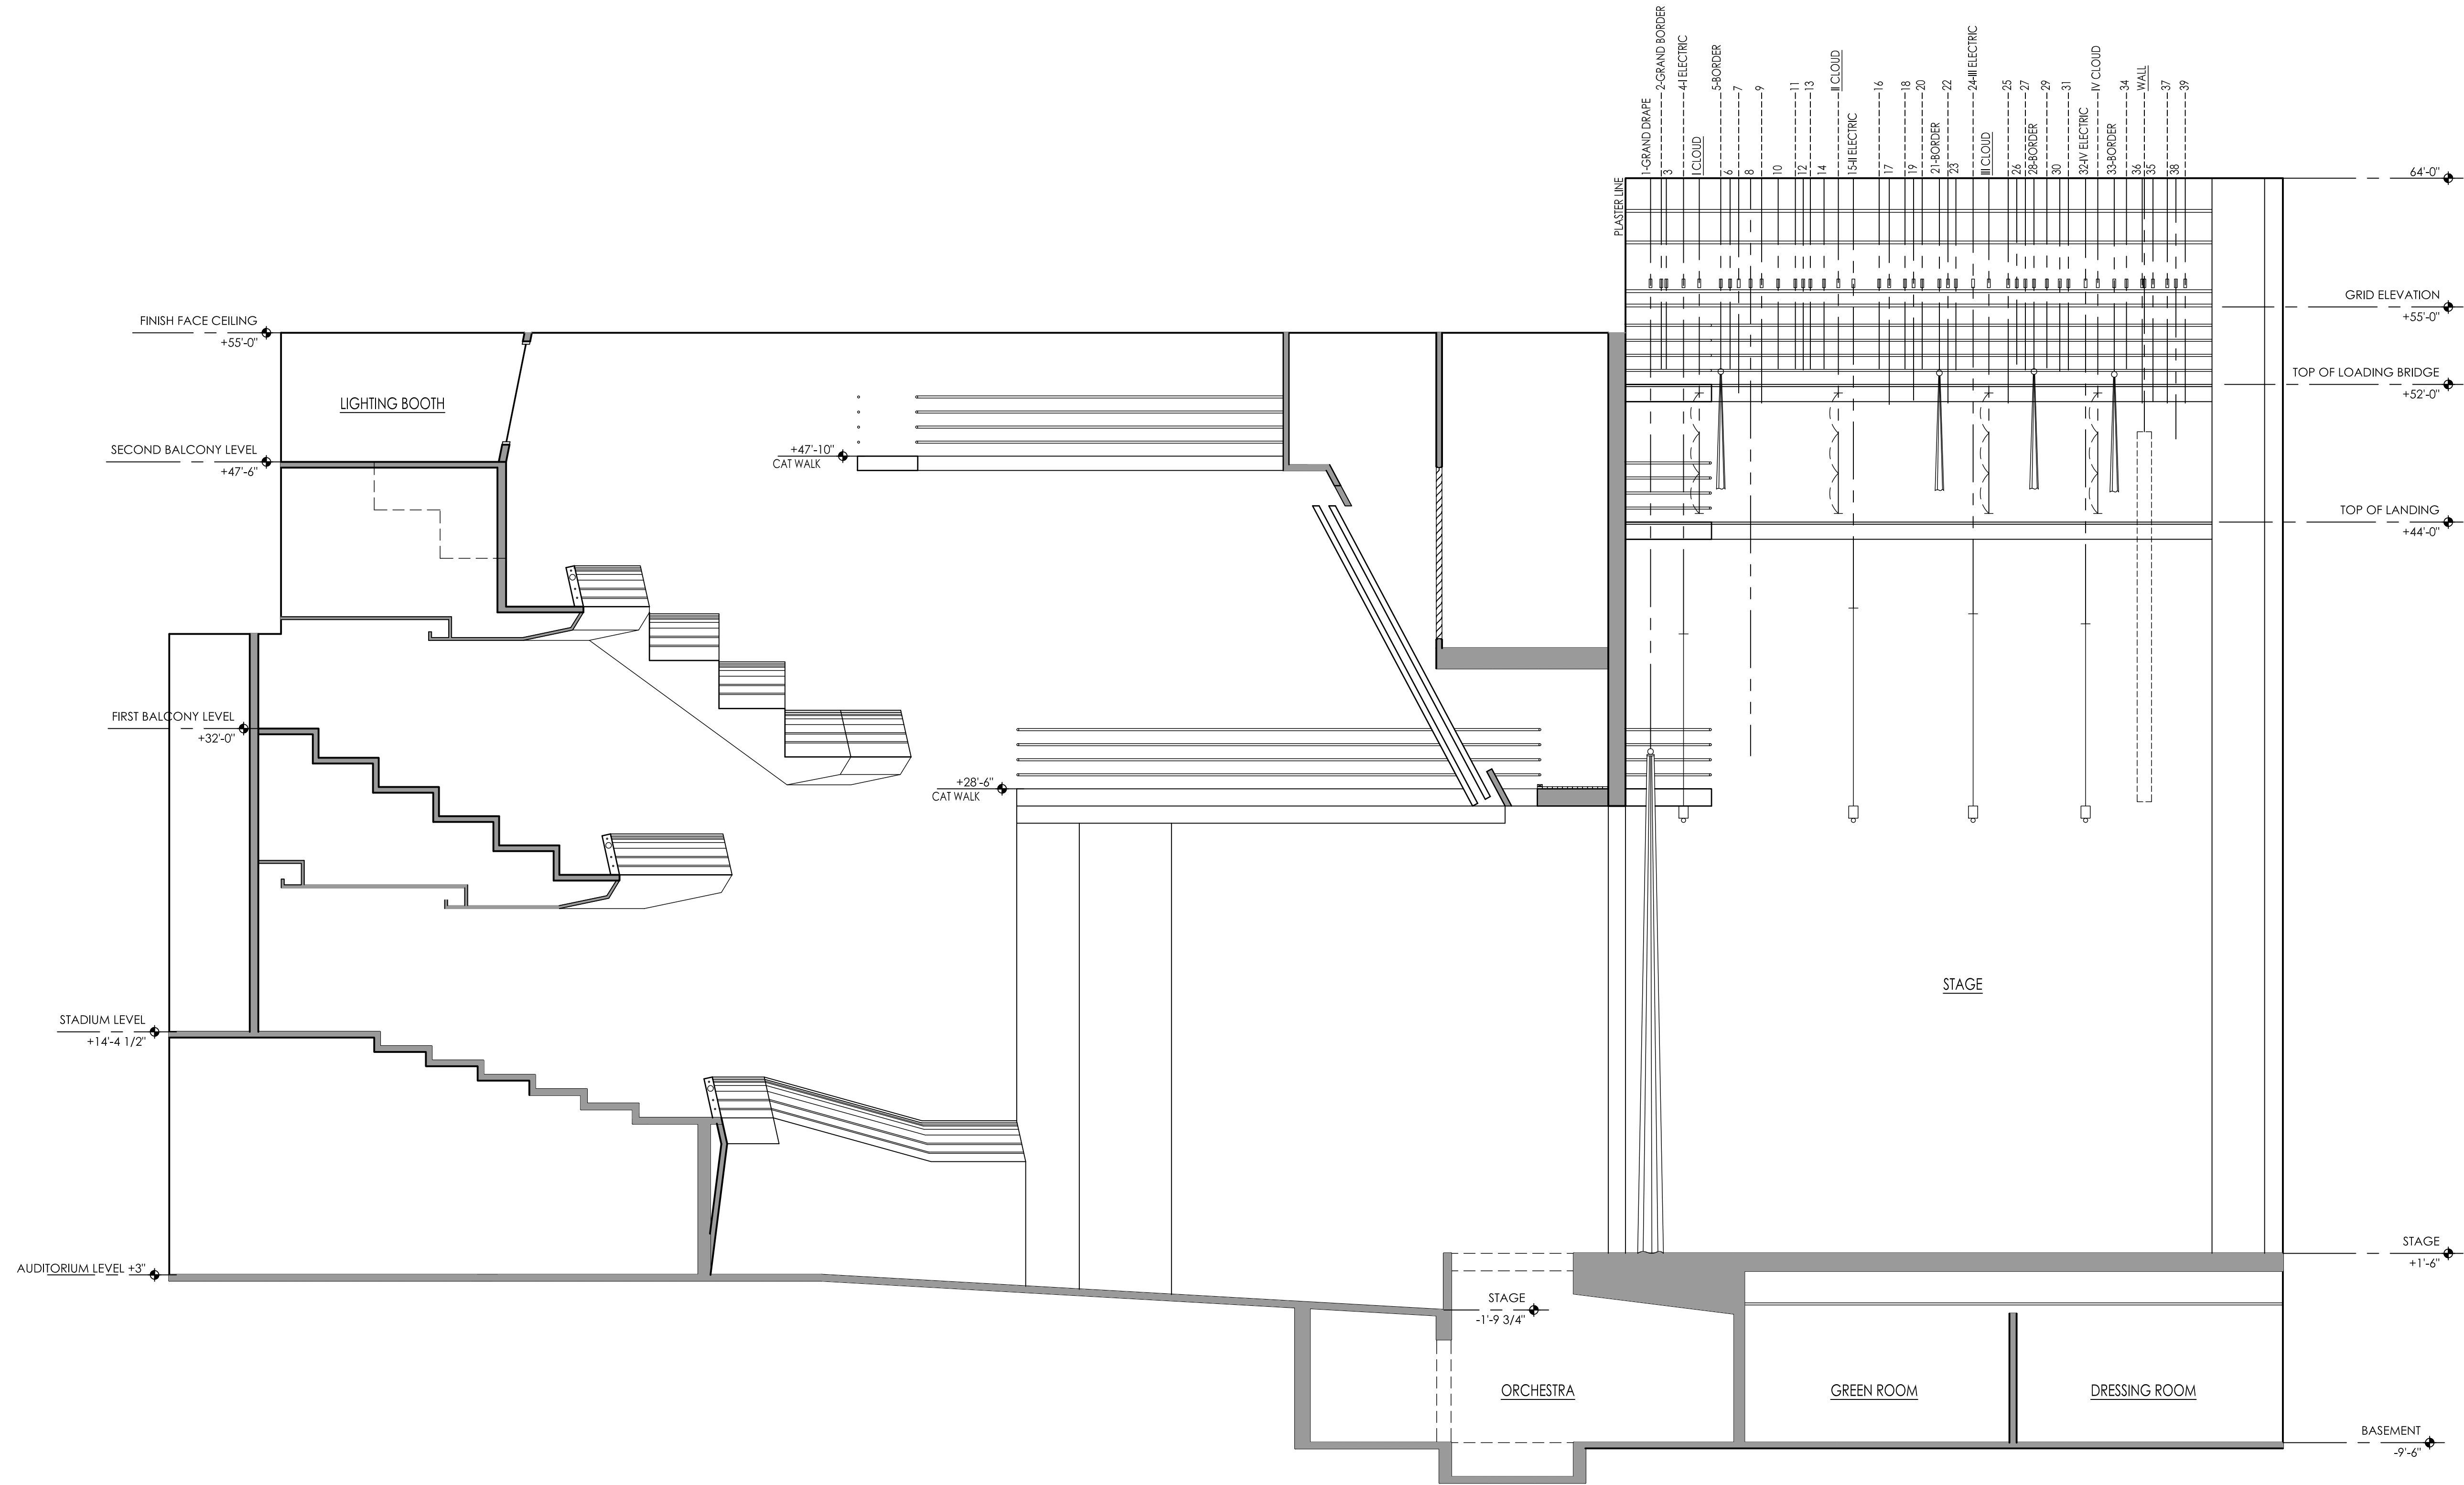 1-GRAND DRAPE
2-GRAND BORDER
3
4-I ELECTRIC
I CLOUD
5-BORDER
6
7
8
9
10
11
12
13
14
II CLOUD
15-II ELECTRIC
16
17
18
19
20
21-BORDER
22
23
24-III ELECTRIC
III CLOUD
25
26
27
28-BORDER
29
30
31
32-IV ELECTRIC
IV CLOUD
33-BORDER
34
36
WALL
35
37
38
39
PLASTER LINE
64'-0"
GRID ELEVATION
+55'-0"
FINISH FACE CEILING
+55'-0"
TOP OF LOADING BRIDGE
+52'-0"
LIGHTING BOOTH
SECOND BALCONY LEVEL
+47'-6"
+47'-10"
CAT WALK
TOP OF LANDING
+44'-0"
FIRST BALCONY LEVEL
+32'-0"
+28'-6"
CAT WALK
STAGE
STADIUM LEVEL
+14'-4 1/2"
STAGE
+1'-6"
AUDITORIUM LEVEL +3"
STAGE
-1'-9 3/4"
ORCHESTRA
GREEN ROOM
DRESSING ROOM
BASEMENT
-9'-6"